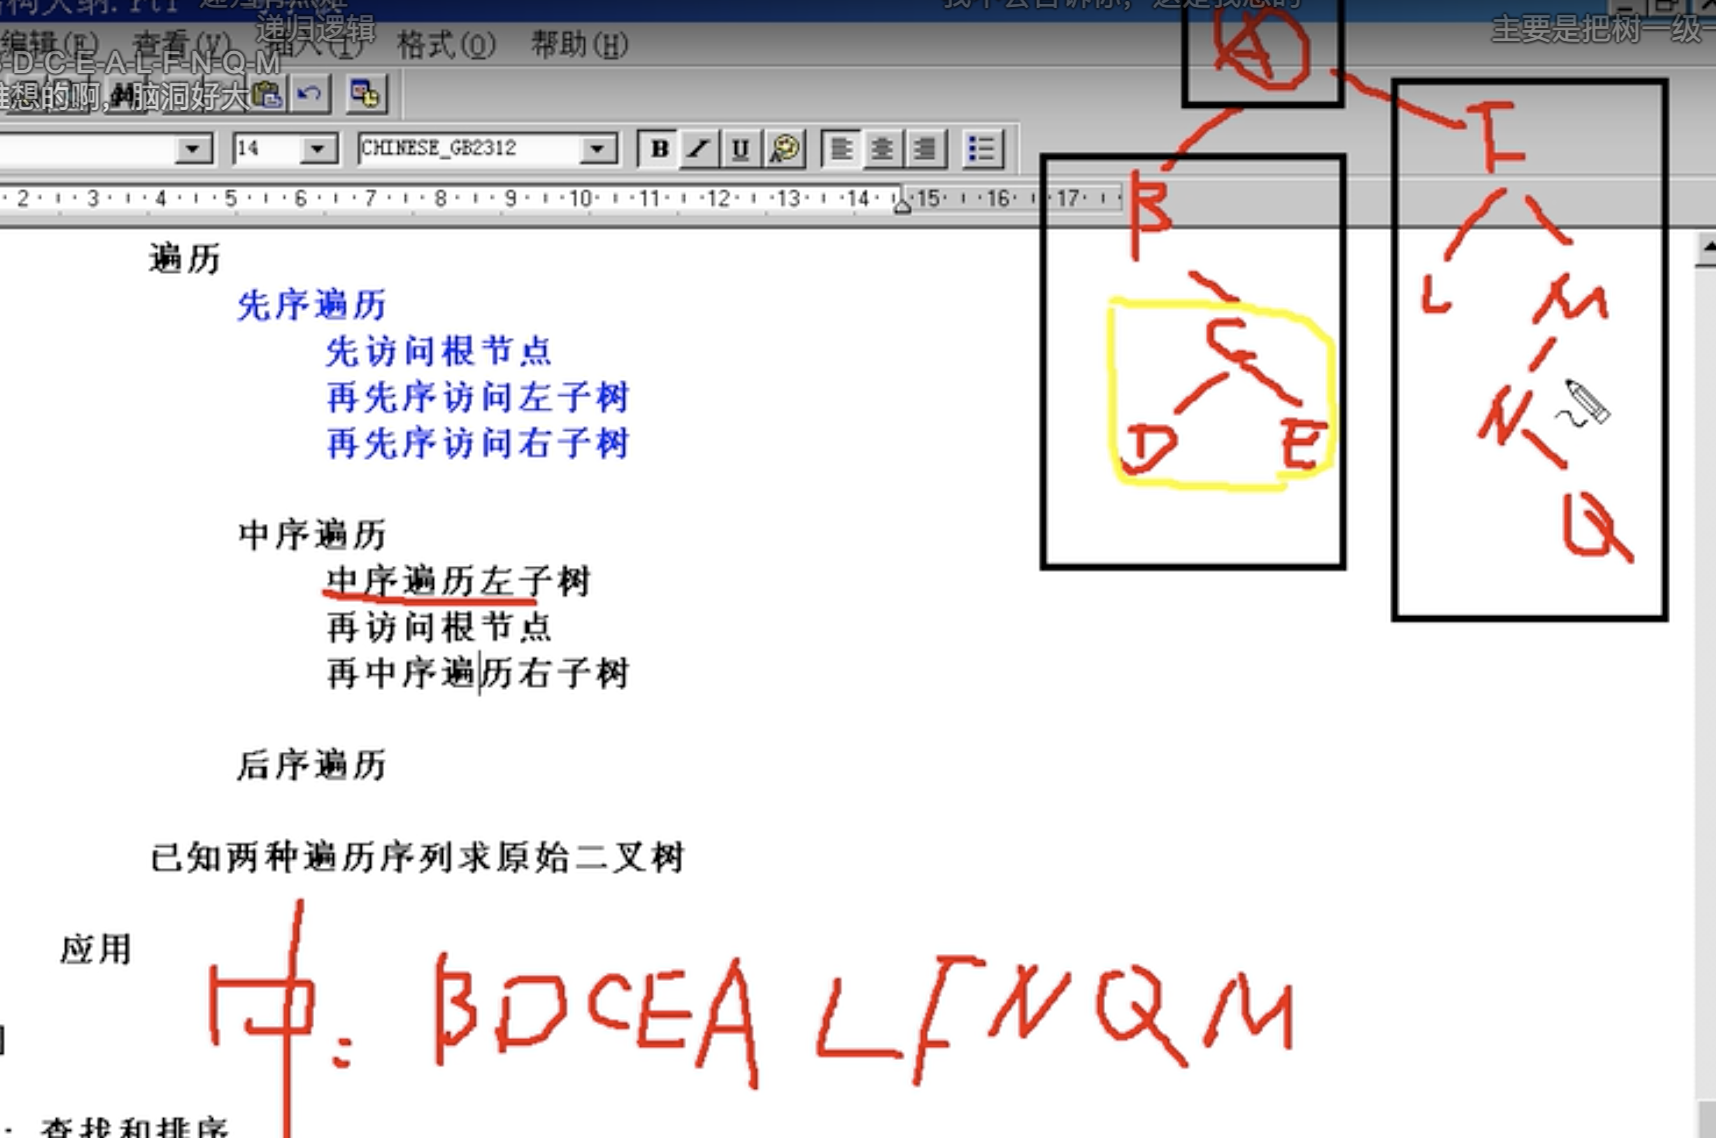 递归逻辑
主要是把树一级一
编辑(E) 查看(V) 插入(I) 格式(O) 帮助(H)
B-D-C-E-A-L-F-N-Q-M
难想的啊，脑洞好大
14 CHINESE_GB2312 B I U
2 3 4 5 6 7 8 9 10 11 12 13 14 15 16 17
A
B F
C L M
D E N
Q
遍历
先序遍历
先访问根节点
再先序访问左子树
再先序访问右子树
中序遍历
中序遍历左子树
再访问根节点
再中序遍历右子树
后序遍历
已知两种遍历序列求原始二叉树
应用
中: BDCEA LFNQM
: 查找和排序